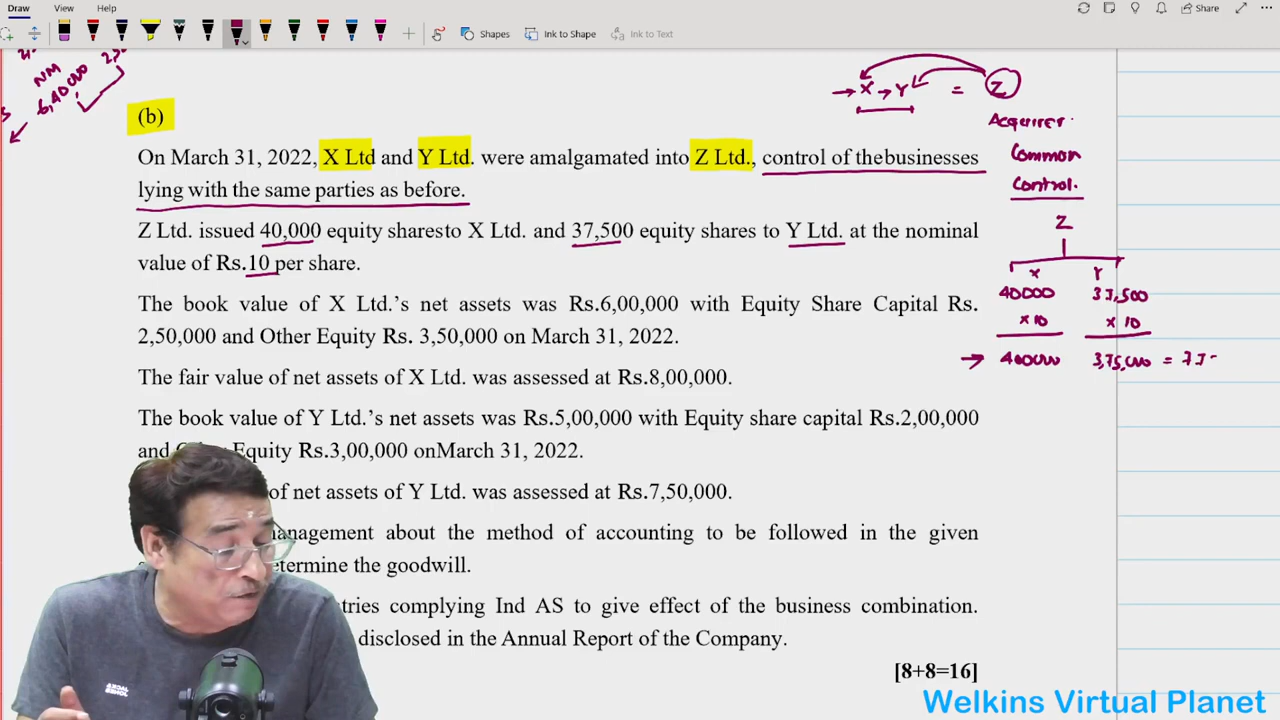 Draw View Help Share
Shapes Ink to Shape Ink to Text
NM
6,40000
X → Y = Z
Acquirer
Common
Control.
(b)
On March 31, 2022, X Ltd and Y Ltd. were amalgamated into Z Ltd., control of thebusinesses
lying with the same parties as before.
Z Ltd. issued 40,000 equity sharesto X Ltd. and 37,500 equity shares to Y Ltd. at the nominal
value of Rs.10 per share.
Z
X Y
40000 37,500
×10 ×10
→ 400000 3,75,000 =
The book value of X Ltd.'s net assets was Rs.6,00,000 with Equity Share Capital Rs.
2,50,000 and Other Equity Rs. 3,50,000 on March 31, 2022.
The fair value of net assets of X Ltd. was assessed at Rs.8,00,000.
The book value of Y Ltd.'s net assets was Rs.5,00,000 with Equity share capital Rs.2,00,000
and Equity Rs.3,00,000 onMarch 31, 2022.
of net assets of Y Ltd. was assessed at Rs.7,50,000.
about the method of accounting to be followed in the given
the goodwill.
complying Ind AS to give effect of the business combination.
disclosed in the Annual Report of the Company.
[8+8=16]
Welkins Virtual Planet